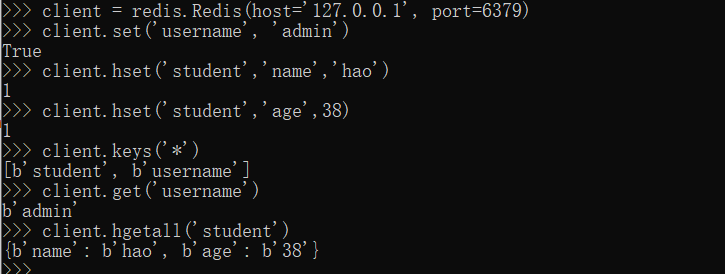 >>> client = redis.Redis(host='127.0.0.1', port=6379)
>>> client.set('username', 'admin')
True
>>> client.hset('student','name','hao')
1
>>> client.hset('student','age',38)
1
>>> client.keys('*')
[b'student', b'username']
>>> client.get('username')
b'admin'
>>> client.hgetall('student')
{b'name': b'hao', b'age': b'38'}
>>>